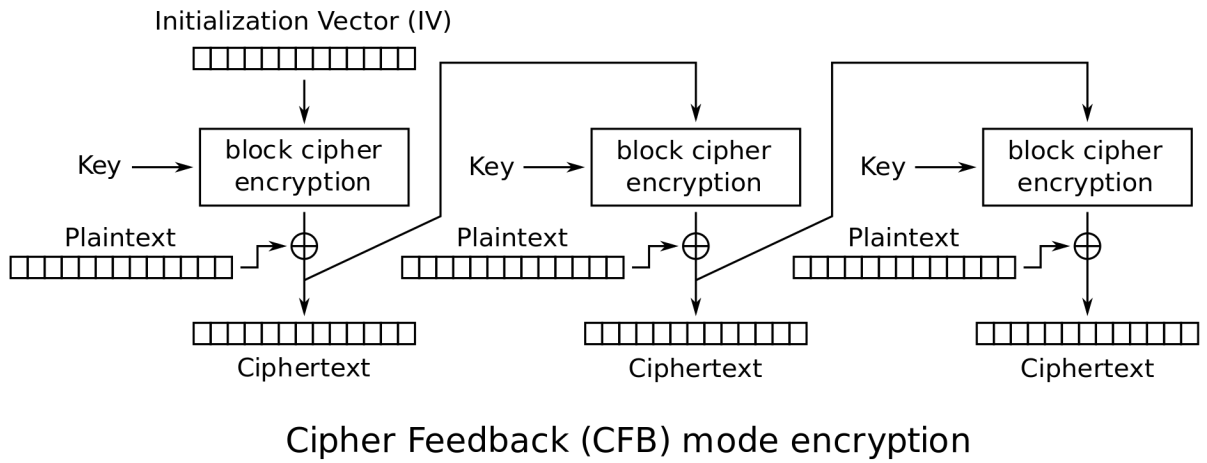 Initialization Vector (IV)
Key
block cipher
encryption
Plaintext
Ciphertext
Key
block cipher
encryption
Plaintext
Ciphertext
Key
block cipher
encryption
Plaintext
Ciphertext
Cipher Feedback (CFB) mode encryption